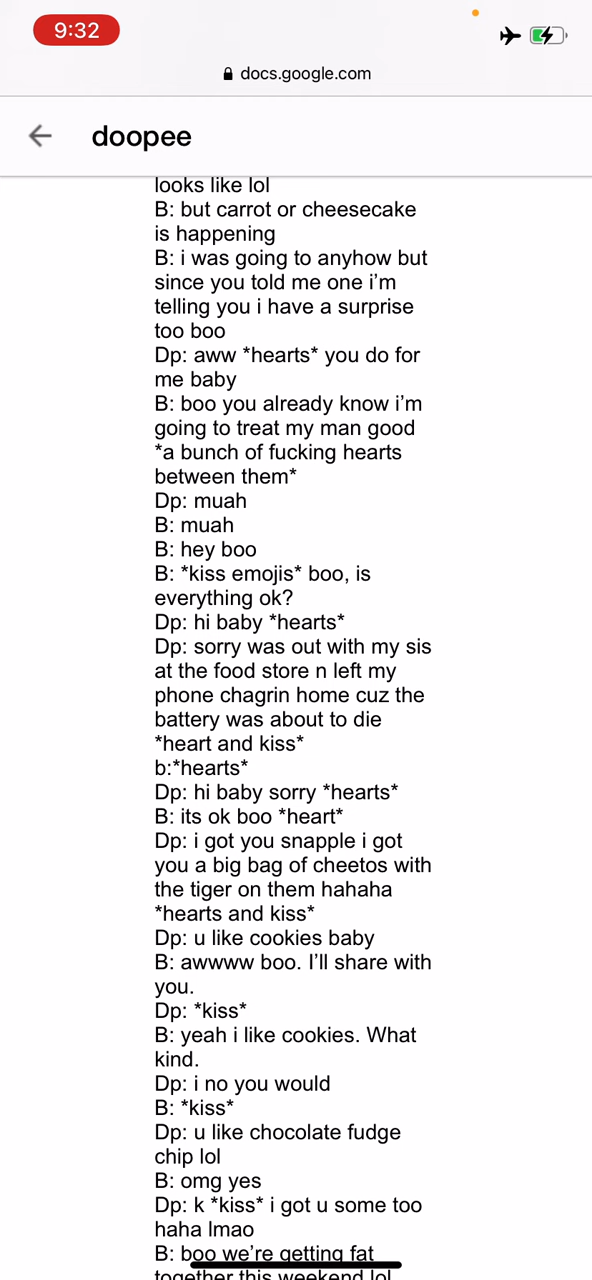 9:32
docs.google.com
doopee
looks like lol
B: but carrot or cheesecake
is happening
B: i was going to anyhow but
since you told me one i’m
telling you i have a surprise
too boo
Dp: aww *hearts* you do for
me baby
B: boo you already know i’m
going to treat my man good
*a bunch of fucking hearts
between them*
Dp: muah
B: muah
B: hey boo
B: *kiss emojis* boo, is
everything ok?
Dp: hi baby *hearts*
Dp: sorry was out with my sis
at the food store n left my
phone chagrin home cuz the
battery was about to die
*heart and kiss*
b:*hearts*
Dp: hi baby sorry *hearts*
B: its ok boo *heart*
Dp: i got you snapple i got
you a big bag of cheetos with
the tiger on them hahaha
*hearts and kiss*
Dp: u like cookies baby
B: awwww boo. I’ll share with
you.
Dp: *kiss*
B: yeah i like cookies. What
kind.
Dp: i no you would
B: *kiss*
Dp: u like chocolate fudge
chip lol
B: omg yes
Dp: k *kiss* i got u some too
haha lmao
B: boo we’re getting fat
together this weekend lol